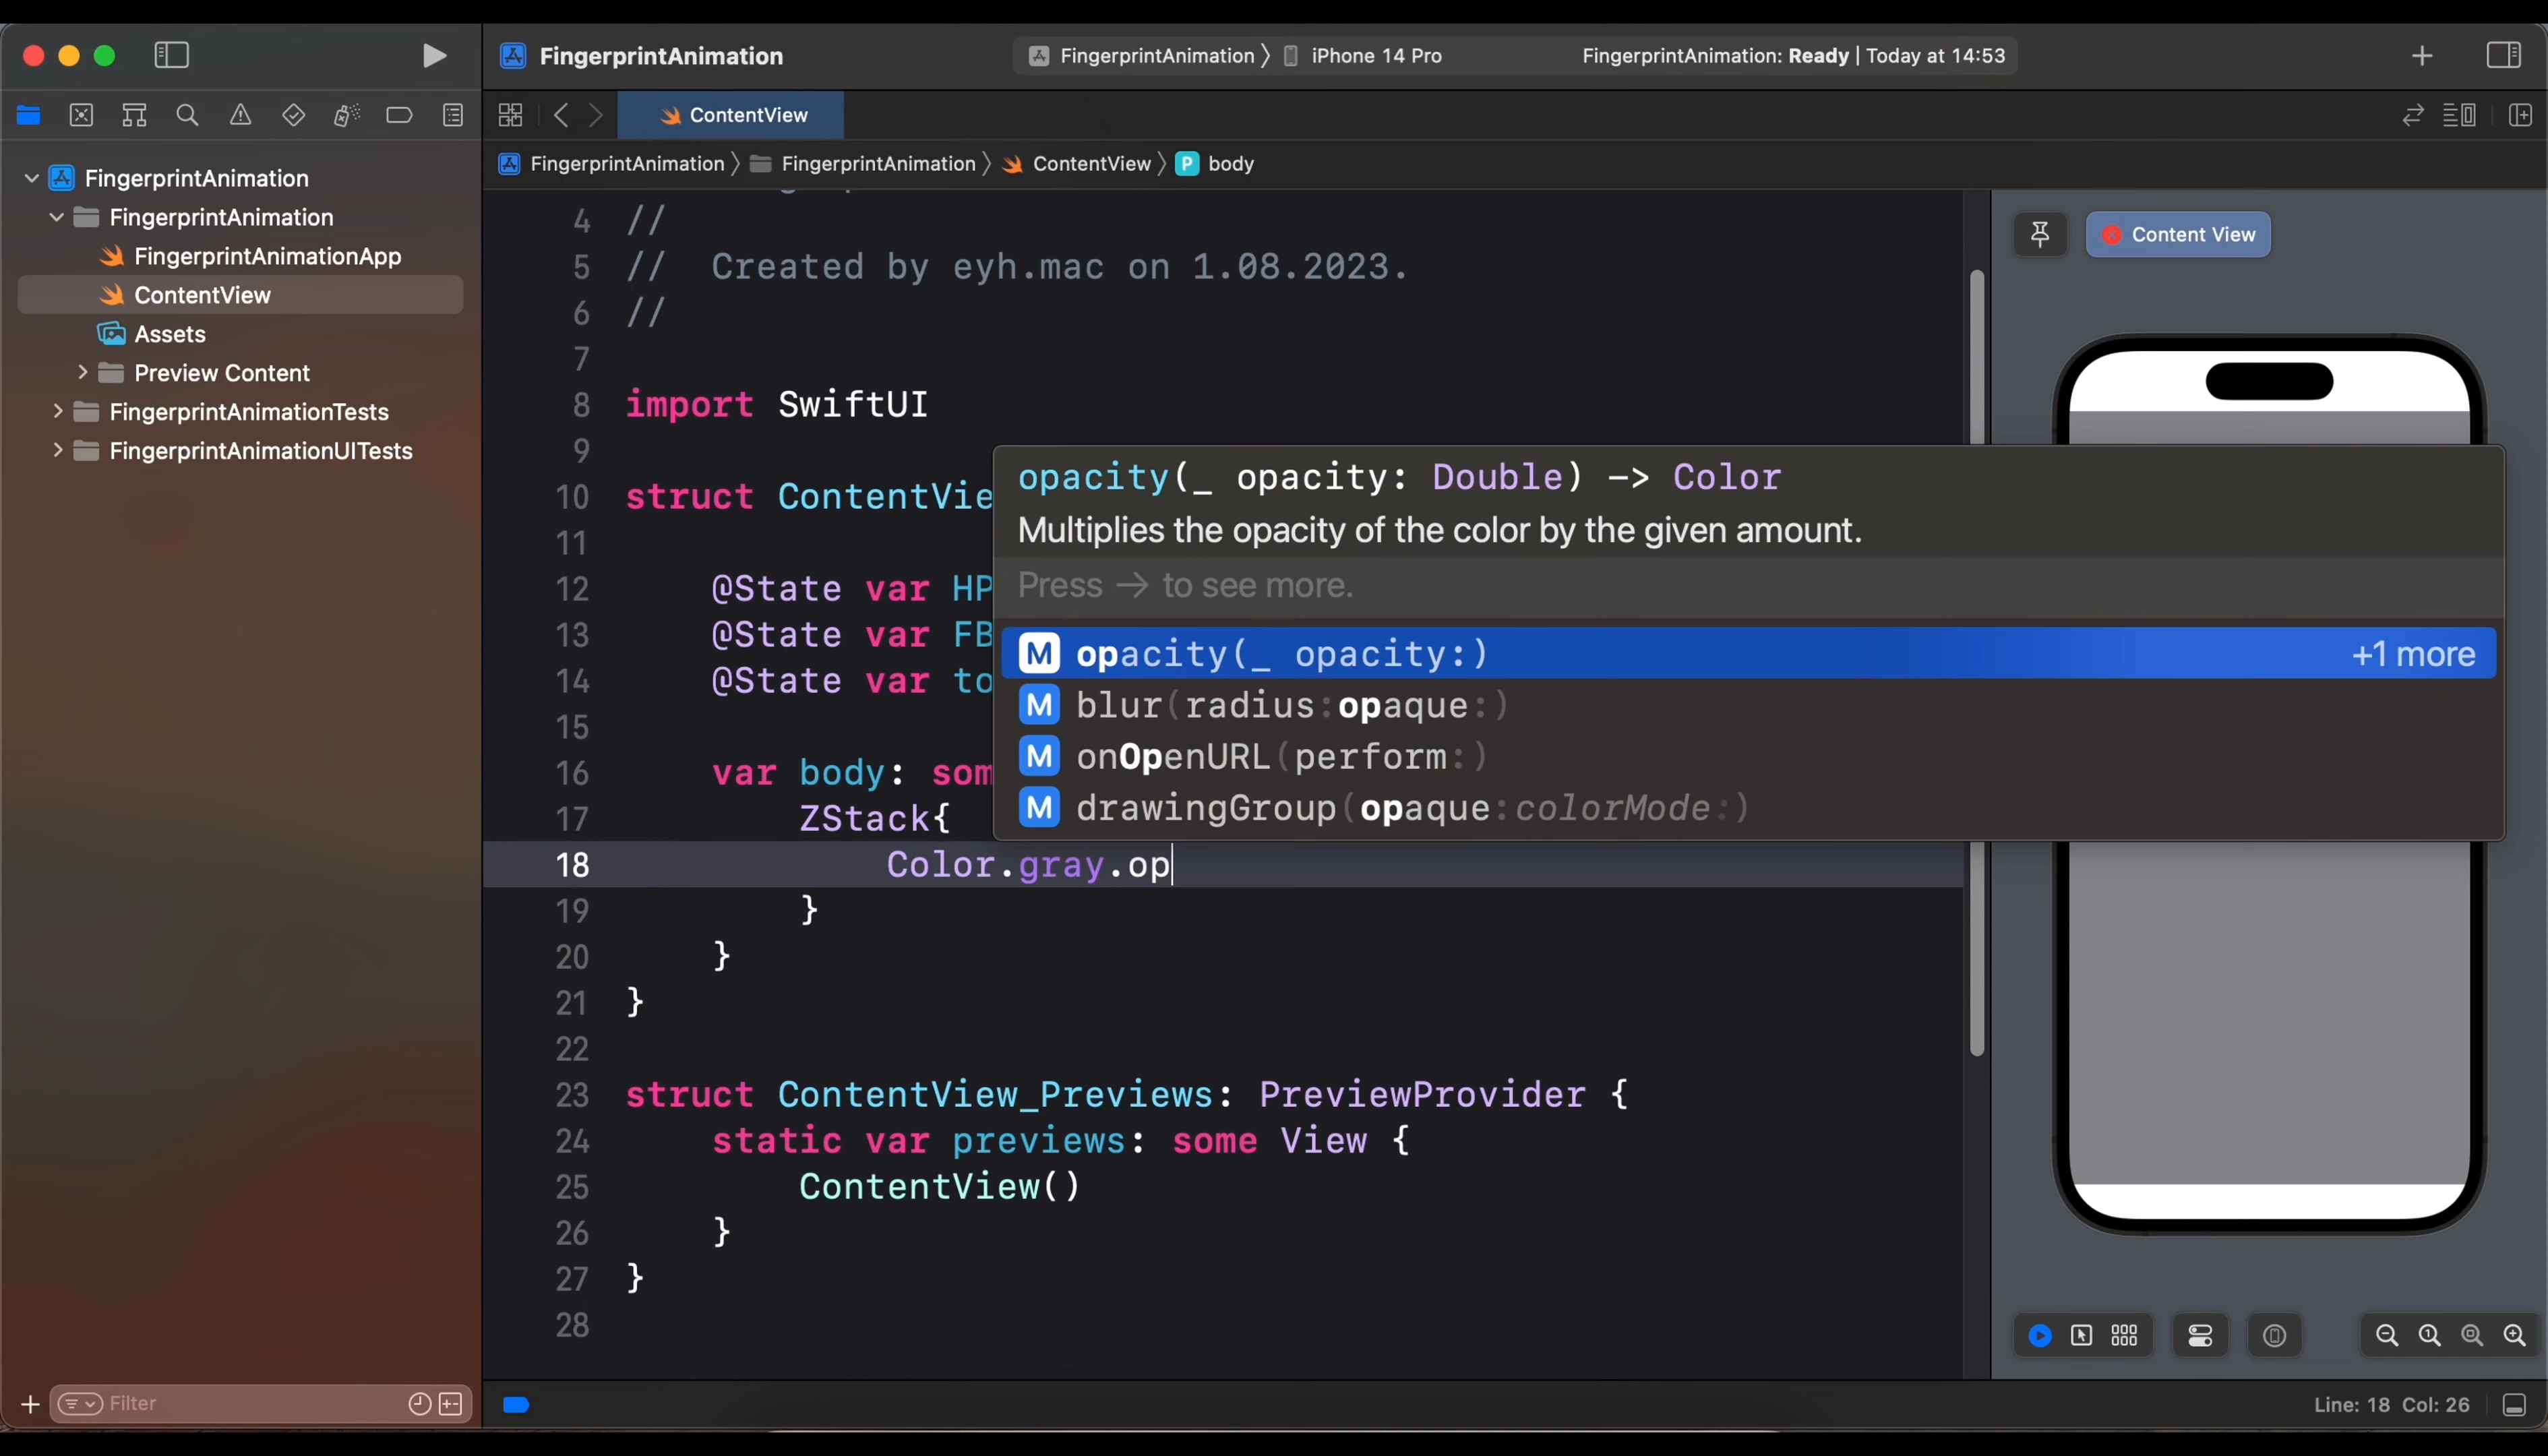 FingerprintAnimation
FingerprintAnimation 〉 iPhone 14 Pro
FingerprintAnimation: Ready | Today at 14:53
ContentView
FingerprintAnimation 〉 FingerprintAnimation 〉 ContentView 〉 P body
FingerprintAnimation
FingerprintAnimation
FingerprintAnimationApp
ContentView
Assets
Preview Content
FingerprintAnimationTests
FingerprintAnimationUITests
Filter
4 //
5 //  Created by eyh.mac on 1.08.2023.
6 //
7
8 import SwiftUI
9
10 struct ContentVie
11
12 @State var HP
13 @State var FB
14 @State var to
15
16 var body: som
17 ZStack{
18 Color.gray.op
19 }
20 }
21 }
22
23 struct ContentView_Previews: PreviewProvider {
24 static var previews: some View {
25 ContentView()
26 }
27 }
28
opacity(_ opacity: Double) -> Color
Multiplies the opacity of the color by the given amount.
Press → to see more.
M opacity(_ opacity:) +1 more
M blur(radius:opaque:)
M onOpenURL(perform:)
M drawingGroup(opaque:colorMode:)
Content View
Line: 18 Col: 26